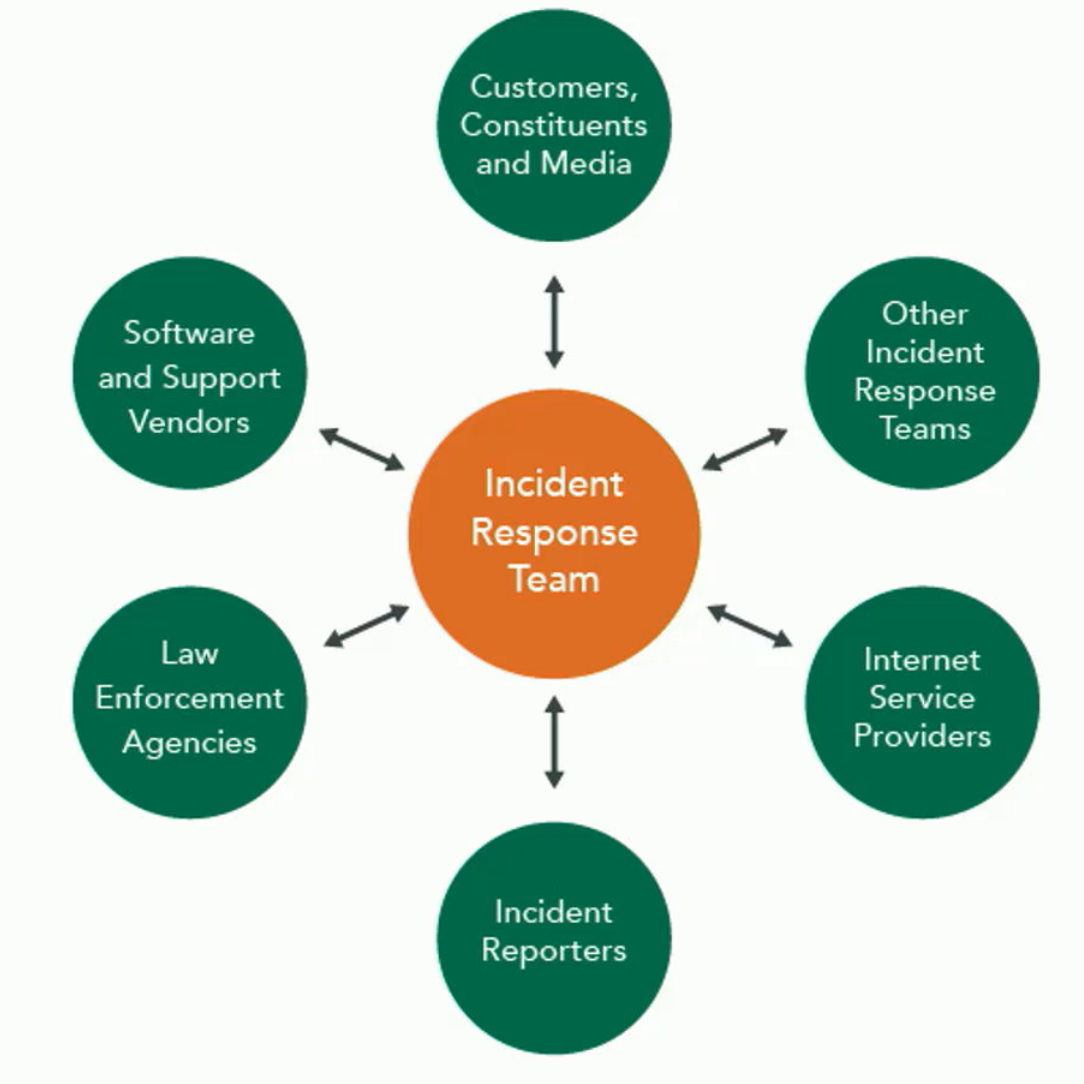 Customers,
Constituents
and Media
Software
and Support
Vendors
Other
Incident
Response
Teams
Incident
Response
Team
Law
Enforcement
Agencies
Internet
Service
Providers
Incident
Reporters